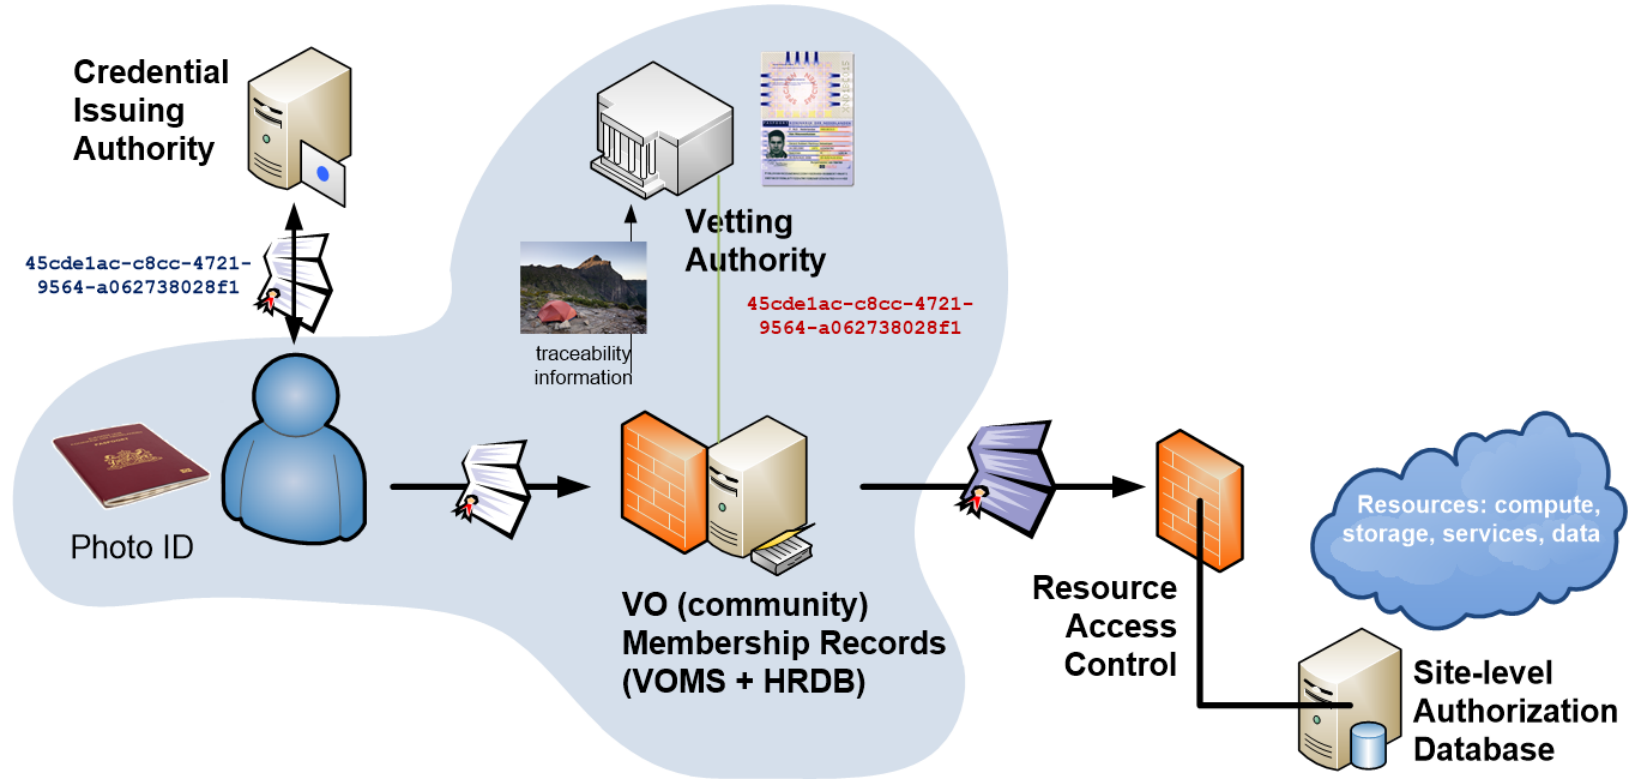 Credential
Issuing
Authority
45cde1ac-c8cc-4721-
9564-a062738028f1
Photo ID
Vetting
Authority
traceability
information
45cde1ac-c8cc-4721-
9564-a062738028f1
VO (community)
Membership Records
(VOMS + HRDB)
Resource
Access
Control
Resources: compute,
storage, services, data
Site-level
Authorization
Database